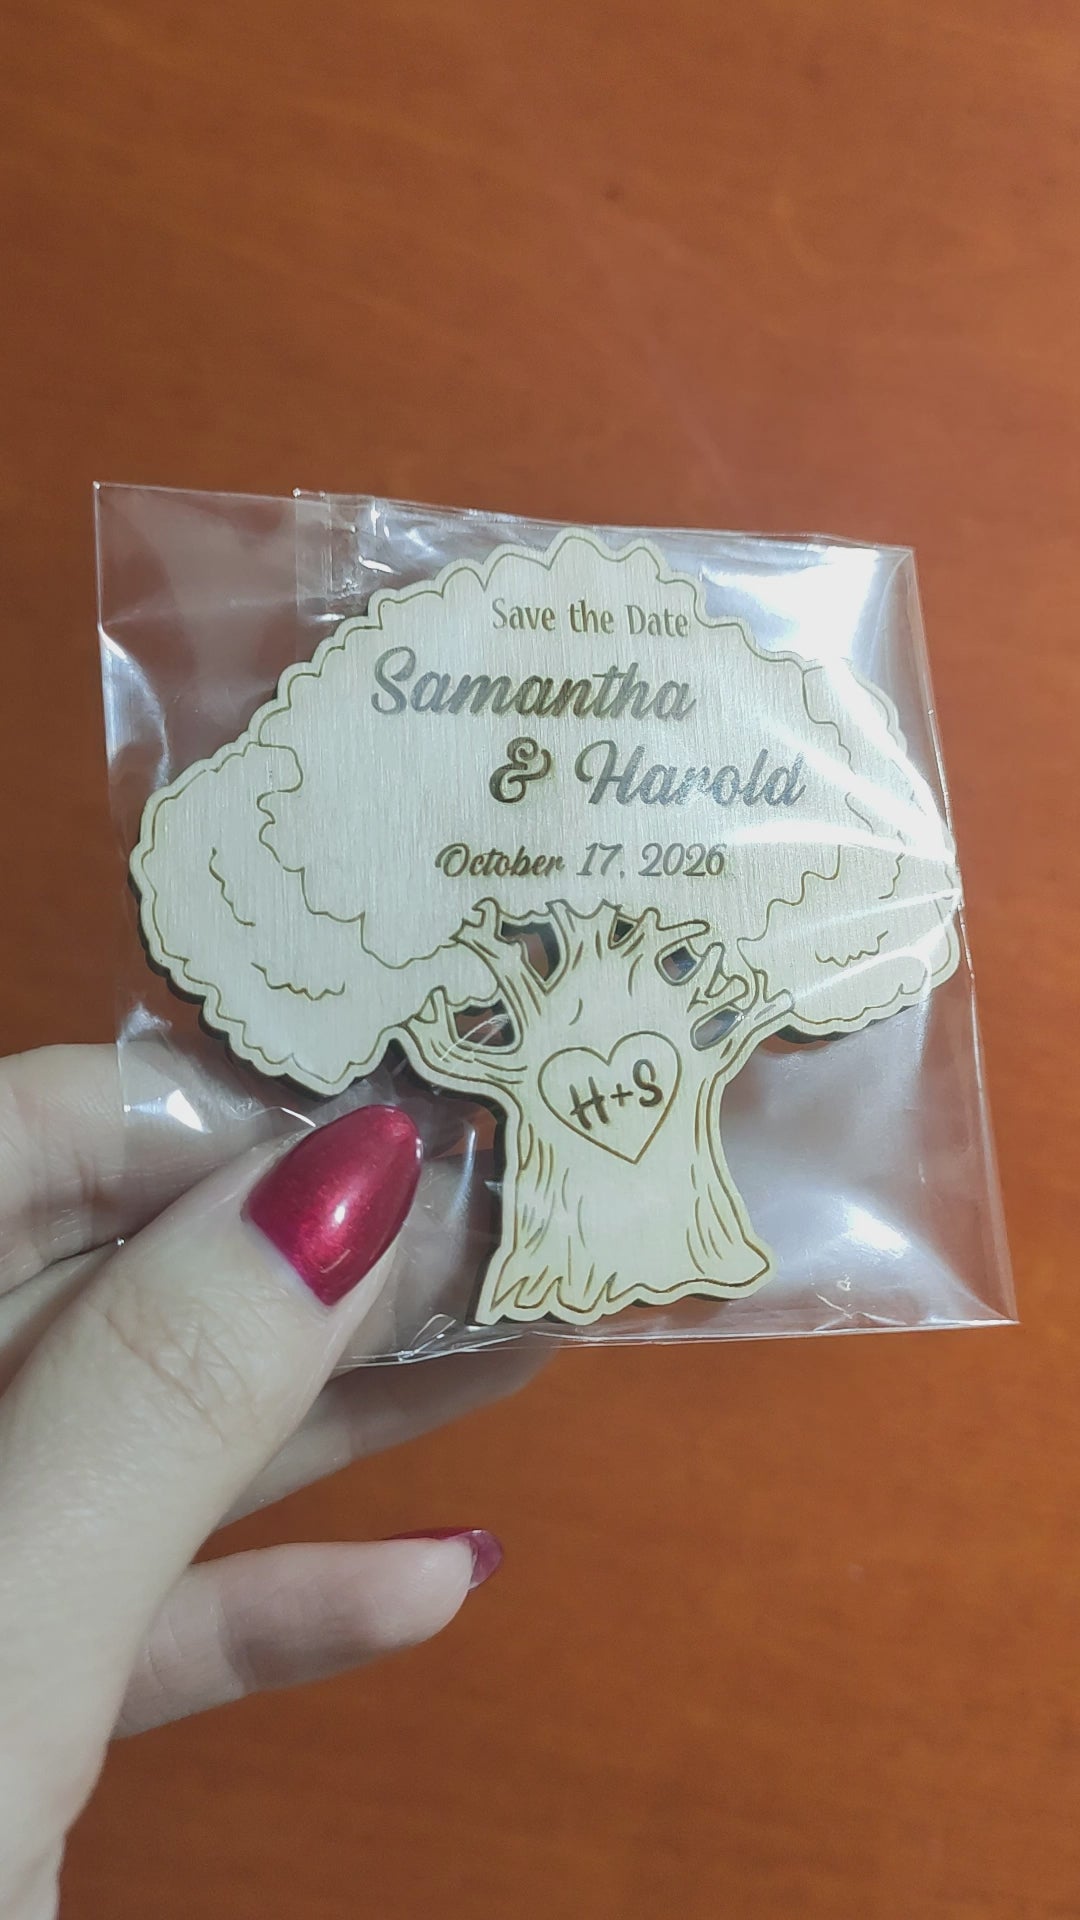 Save the Date
Samantha
& Harold
October 17, 2026
H+S